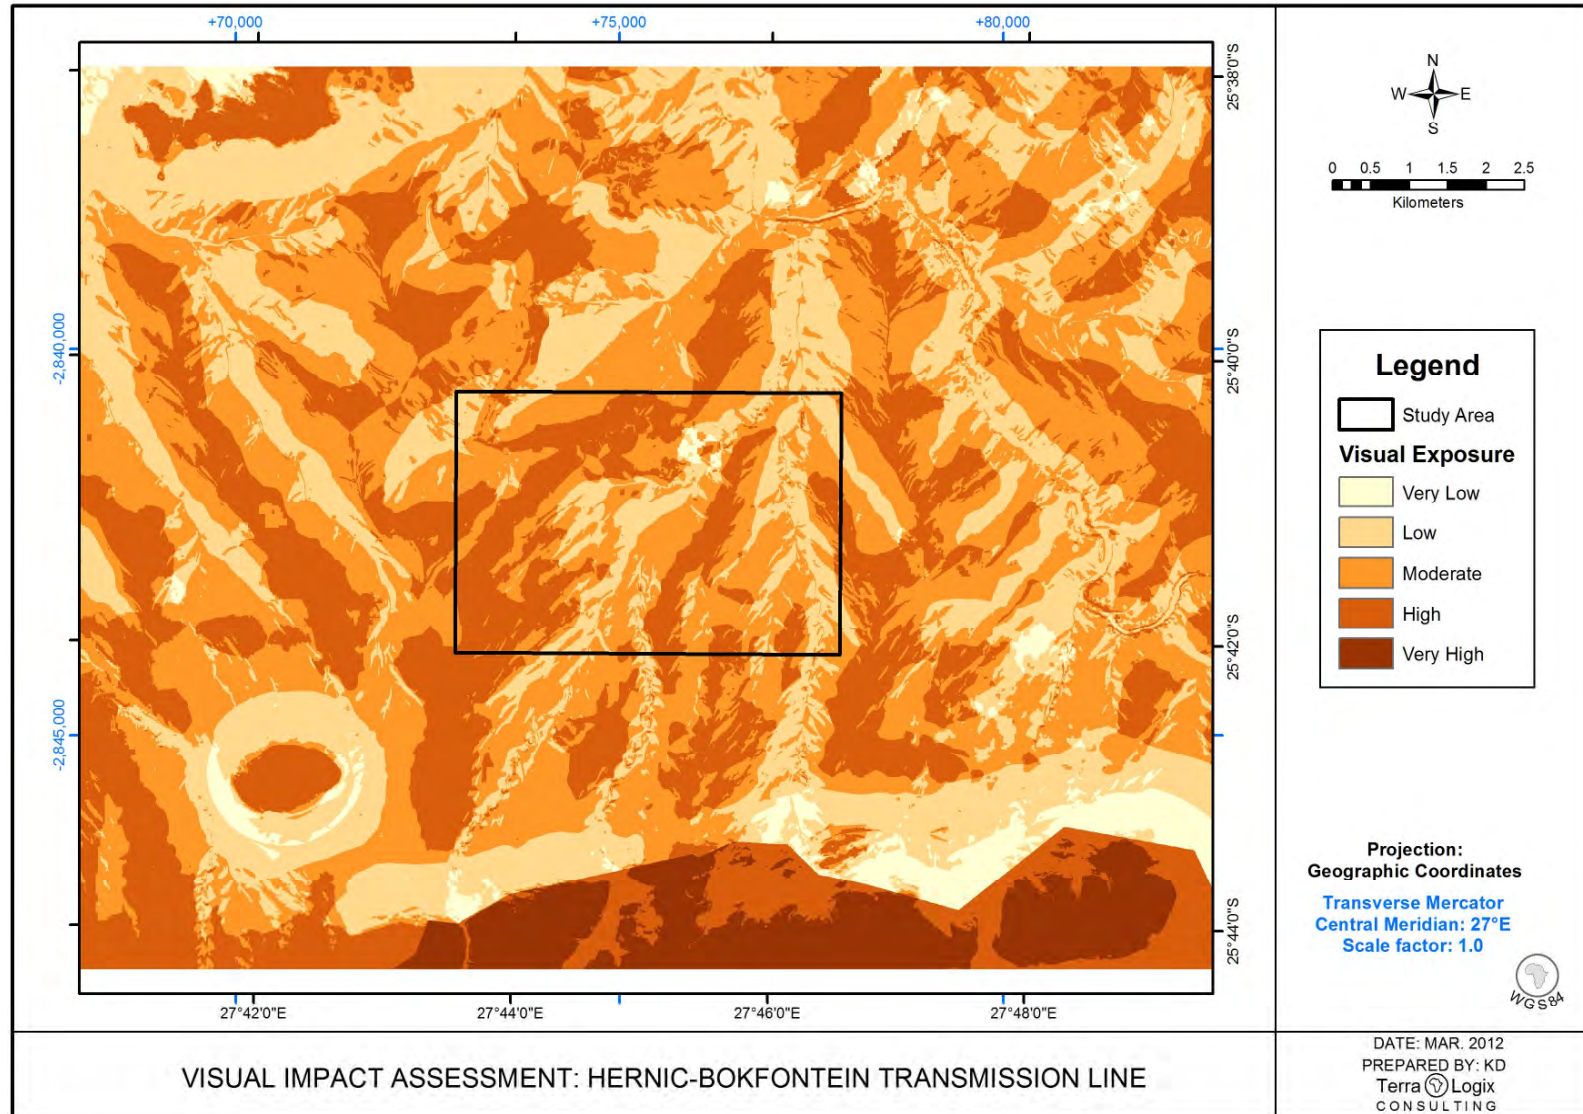 +70,000 +75,000 +80,000
25°38'0"S
25°40'0"S
25°42'0"S
25°44'0"S
-2,840,000
-2,845,000
27°42'0"E 27°44'0"E 27°46'0"E 27°48'0"E
N
W E
S
0 0.5 1 1.5 2 2.5
Kilometers
Legend
Study Area
Visual Exposure
Very Low
Low
Moderate
High
Very High
Projection:
Geographic Coordinates
Transverse Mercator
Central Meridian: 27°E
Scale factor: 1.0
WGS84
VISUAL IMPACT ASSESSMENT: HERNIC-BOKFONTEIN TRANSMISSION LINE
DATE: MAR. 2012
PREPARED BY: KD
Terra Logix
CONSULTING